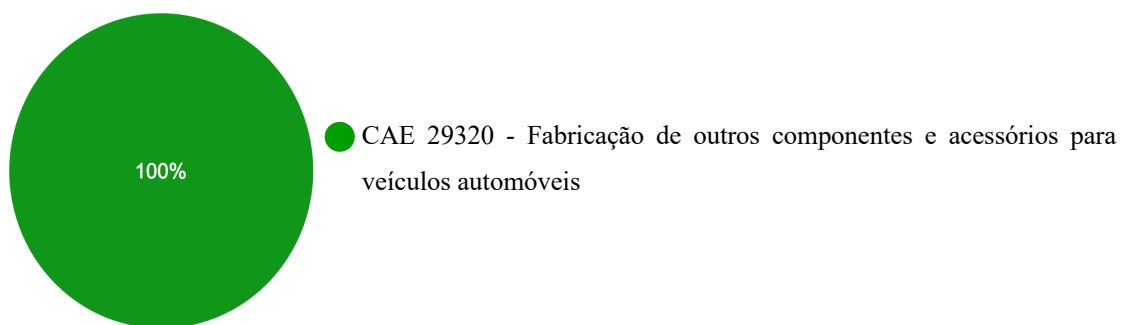 100%
CAE 29320 - Fabricação de outros componentes e acessórios para
veículos automóveis